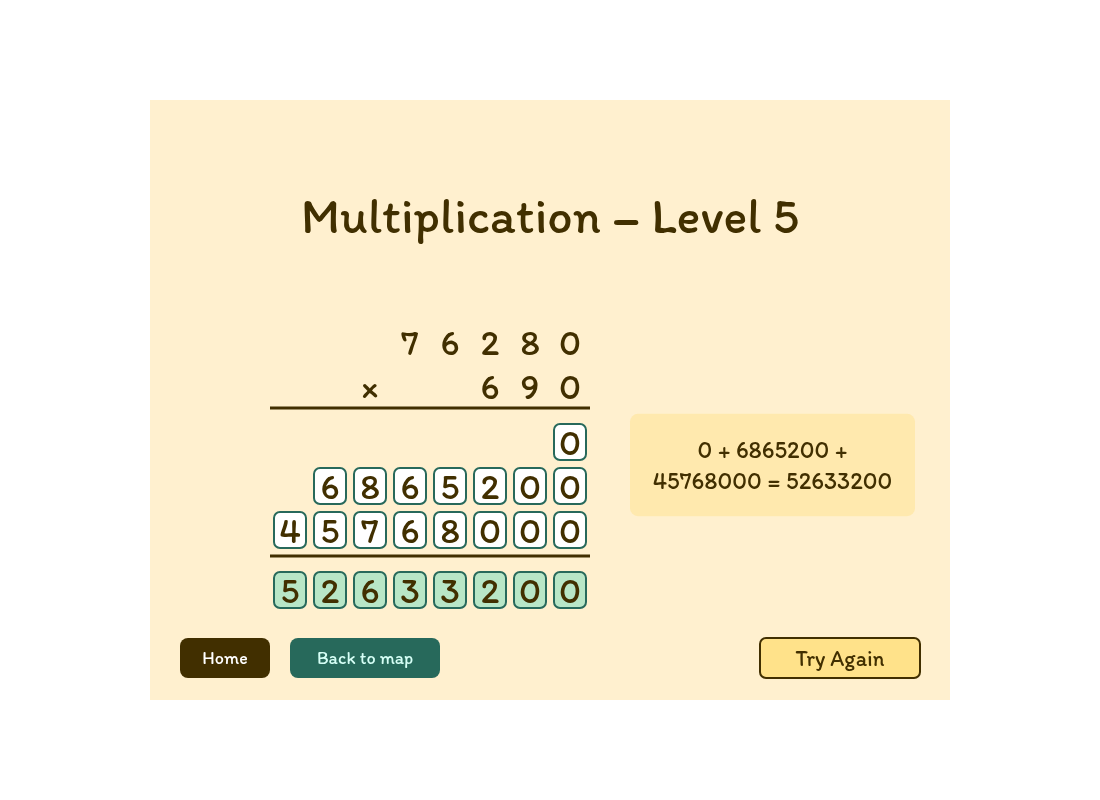 Multiplication – Level 5
7 6 2 8 0
× 6 9 0
0
6 8 6 5 2 0 0
4 5 7 6 8 0 0 0
5 2 6 3 3 2 0 0
0 + 6865200 +
45768000 = 52633200
Home
Back to map
Try Again